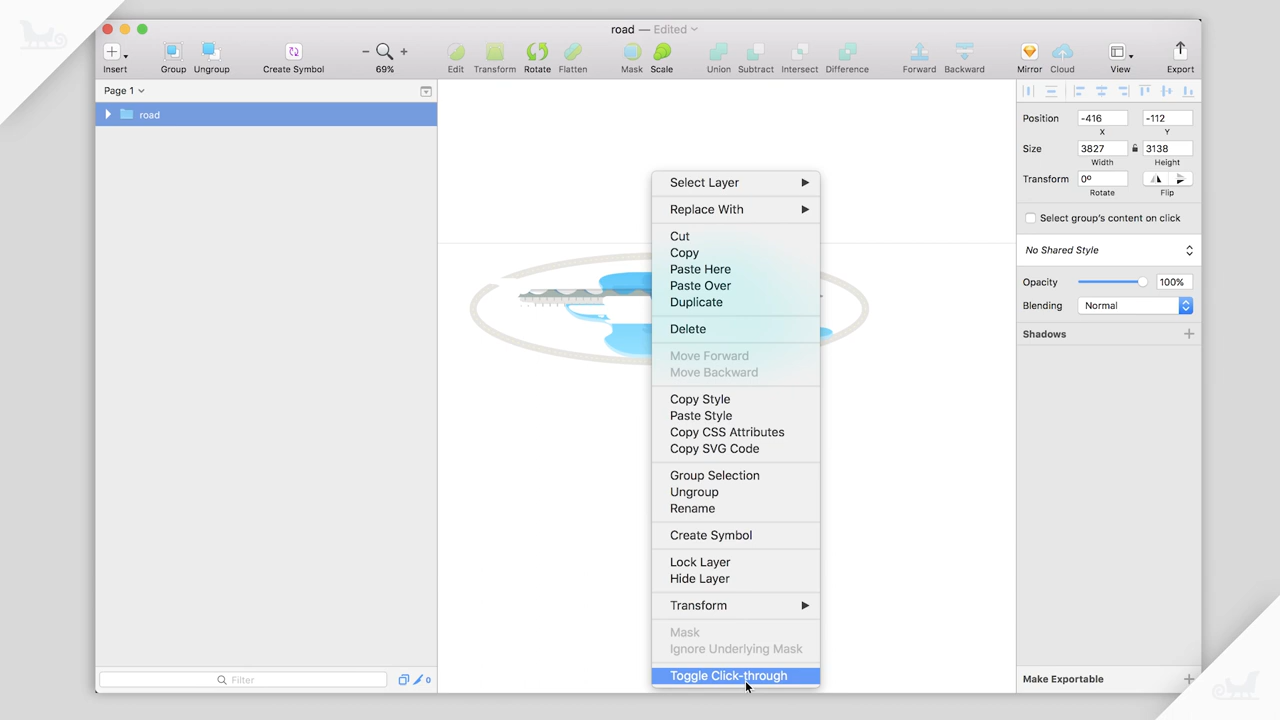 road — Edited
Insert
Group
Ungroup
Create Symbol
69%
Edit
Transform
Rotate
Flatten
Mask
Scale
Union
Subtract
Intersect
Difference
Forward
Backward
Mirror
Cloud
View
Export
Page 1
road
Filter
0
Select Layer
Replace With
Cut
Copy
Paste Here
Paste Over
Duplicate
Delete
Move Forward
Move Backward
Copy Style
Paste Style
Copy CSS Attributes
Copy SVG Code
Group Selection
Ungroup
Rename
Create Symbol
Lock Layer
Hide Layer
Transform
Mask
Ignore Underlying Mask
Toggle Click-through
Position -416 -112
X Y
Size 3827 3138
Width Height
Transform 0º
Rotate Flip
Select group's content on click
No Shared Style
Opacity 100%
Blending Normal
Shadows
Make Exportable